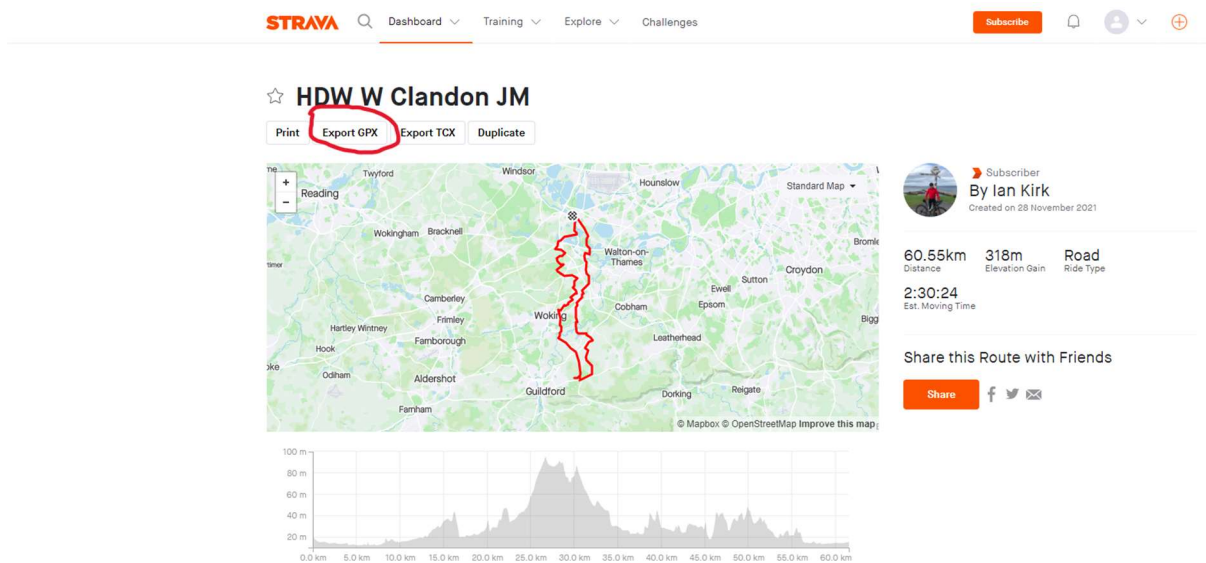 STRAVA Dashboard Training Explore Challenges Subscribe
HDW W Clandon JM
Print Export GPX Export TCX Duplicate
Twyford
Windsor
Hounslow
Standard Map
+
Reading
−
Wokingham
Bracknell
Bromle
Walton-on-
Thames
Croydon
Sutton
Ewell
Camberley
Epsom
Cobham
Frimley
Woking
Bigg
Hartley Wintney
Farnborough
Leatherhead
Hook
Odiham
Aldershot
Guildford
Reigate
Dorking
Farnham
© Mapbox © OpenStreetMap Improve this map
Subscriber
By Ian Kirk
Created on 28 November 2021
60.55km 318m Road
Distance Elevation Gain Ride Type
2:30:24
Est. Moving Time
Share this Route with Friends
Share
100 m
80 m
60 m
40 m
20 m
0.0 km 5.0 km 10.0 km 15.0 km 20.0 km 25.0 km 30.0 km 35.0 km 40.0 km 45.0 km 50.0 km 55.0 km 60.0 km